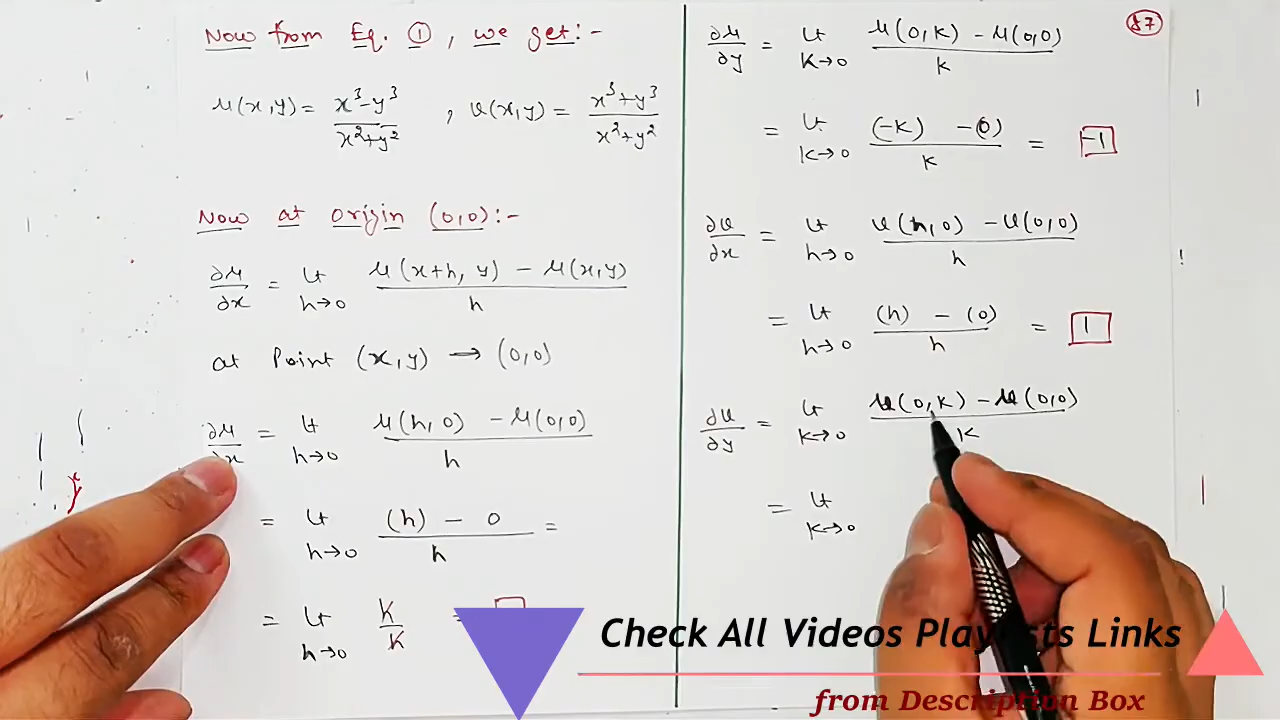 Now from Eq. ①, we get:-
u(x,y) = x³-y³ / x²+y² , v(x,y) = x³+y³ / x²+y²
Now at origin (0,0):-
∂u/∂x = Lt h→0 u(x+h, y) - u(x,y) / h
at Point (x,y) → (0,0)
∂u/∂x = Lt h→0 u(h,0) - u(0,0) / h
= Lt h→0 (h) - 0 / h =
= Lt h→0 h / h =
57
∂u/∂y = Lt k→0 u(0,k) - u(0,0) / k
= Lt k→0 (-k) - (0) / k = -1
∂v/∂x = Lt h→0 v(h,0) - v(0,0) / h
= Lt h→0 (h) - (0) / h = 1
∂v/∂y = Lt k→0 v(0,k) - v(0,0) / k
= Lt k→0
Check All Videos Playlists Links
from Description Box